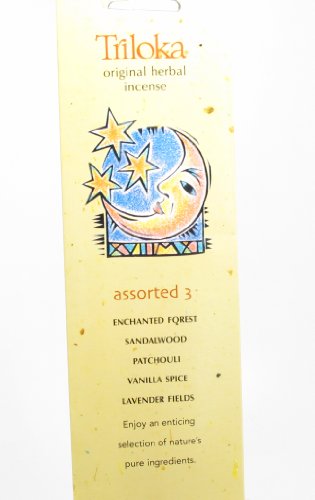 Triloka
original herbal
incense
assorted 3
ENCHANTED FOREST
SANDALWOOD
PATCHOULI
VANILLA SPICE
LAVENDER FIELDS
Enjoy an enticing
selection of nature's
pure ingredients.